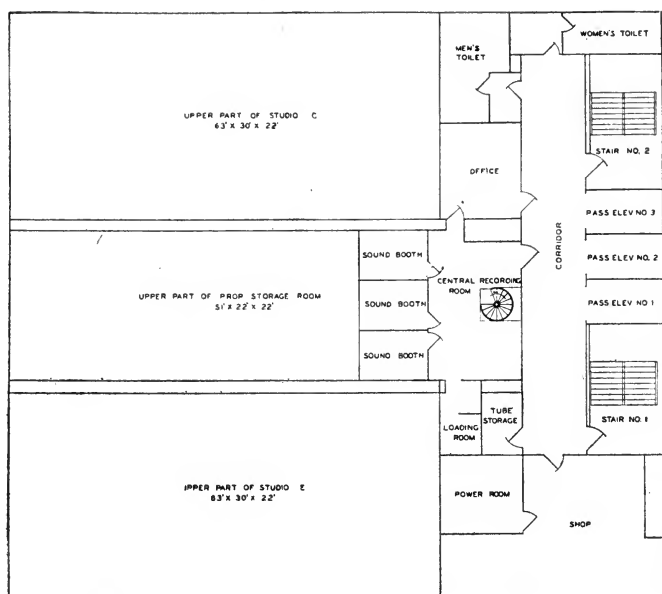 WOMEN'S TOILET
MEN'S
TOILET
UPPER PART OF STUDIO C
63' X 30' X 22'
STAIR NO. 2
OFFICE
PASS ELEV NO 3
CORRIDOR
SOUND BOOTH
PASS ELEV NO. 2
CENTRAL RECORDING
ROOM
UPPER PART OF PROP STORAGE ROOM
51' X 22' X 22'
SOUND BOOTH
PASS ELEV NO 1
SOUND BOOTH
TUBE
STORAGE
STAIR NO. 1
LOADING
ROOM
UPPER PART OF STUDIO E
63' X 30' X 22'
POWER ROOM
SHOP